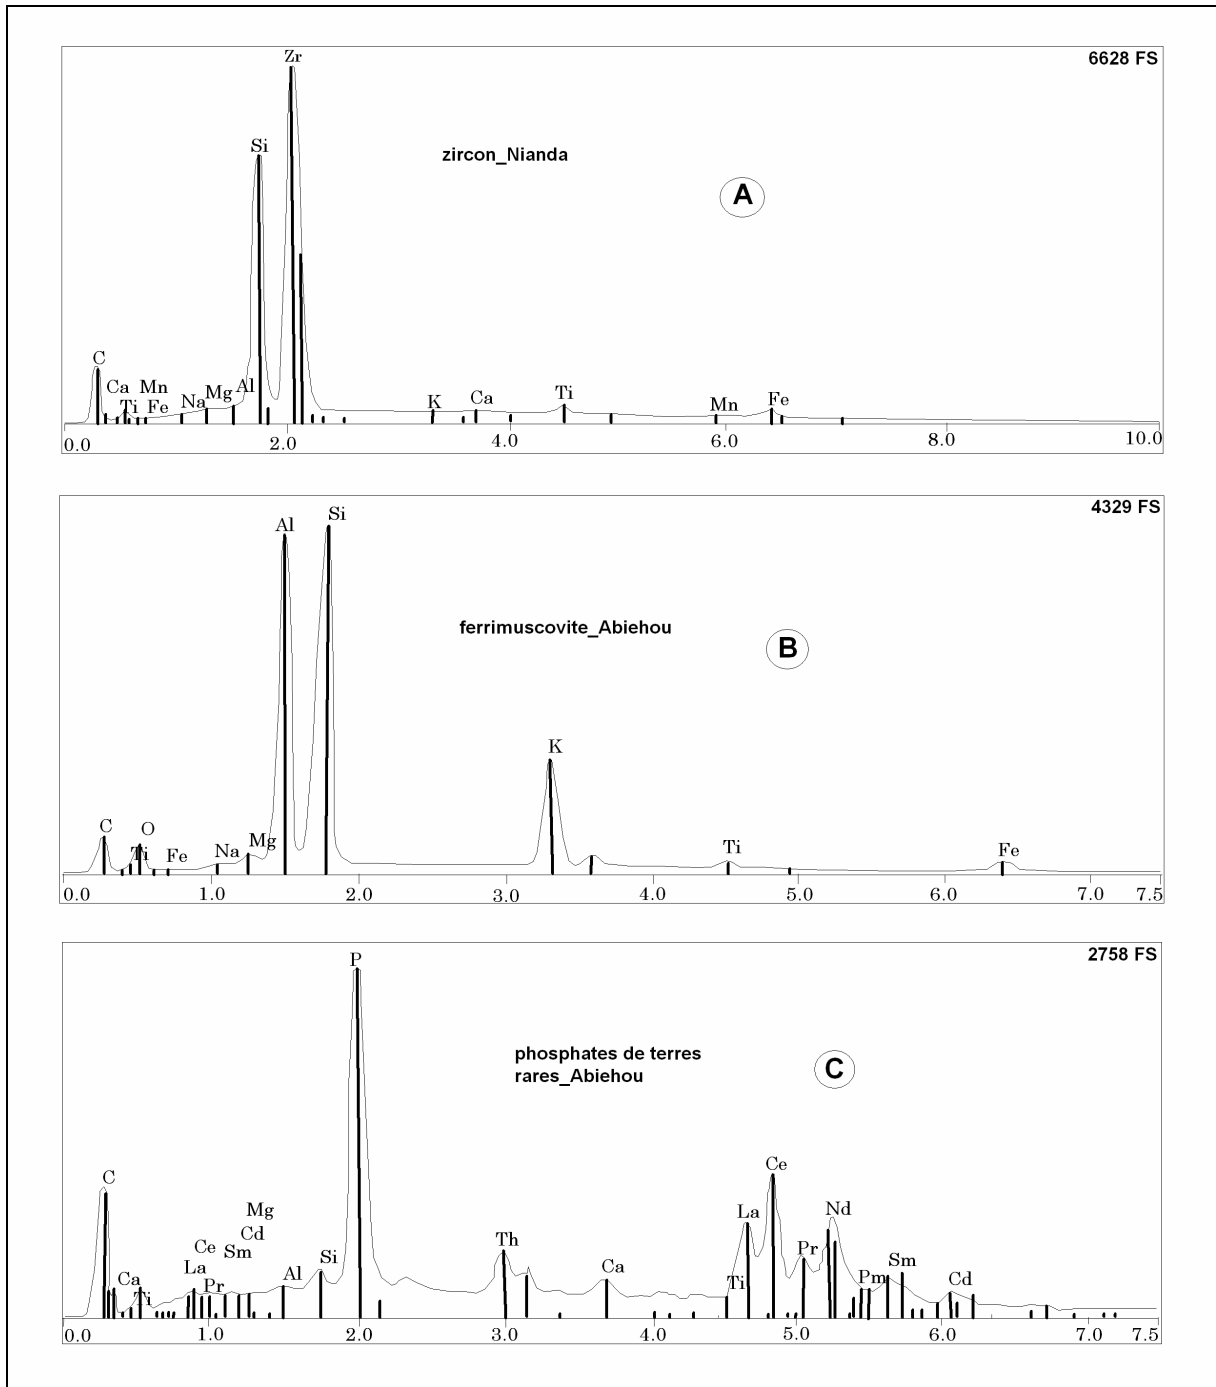 6628 FS
Zr
Si
zircon_Nianda
A
C
Ca Mn Al
Ti Fe Na Mg
K Ca Ti Mn Fe
0.0 2.0 4.0 6.0 8.0 10.0
4329 FS
Si
Al
ferrimuscovite_Abiehou
B
K
C O
Ti Fe Na Mg Ti Fe
0.0 1.0 2.0 3.0 4.0 5.0 6.0 7.0 7.5
2758 FS
P
phosphates de terres
rares_Abiehou
C
C Ce
Mg La Nd
Ce Sm Cd Th Pr
La Si Sm
Ca Pr Al Ca Ti Pm Cd
Ti
0.0 1.0 2.0 3.0 4.0 5.0 6.0 7.0 7.5